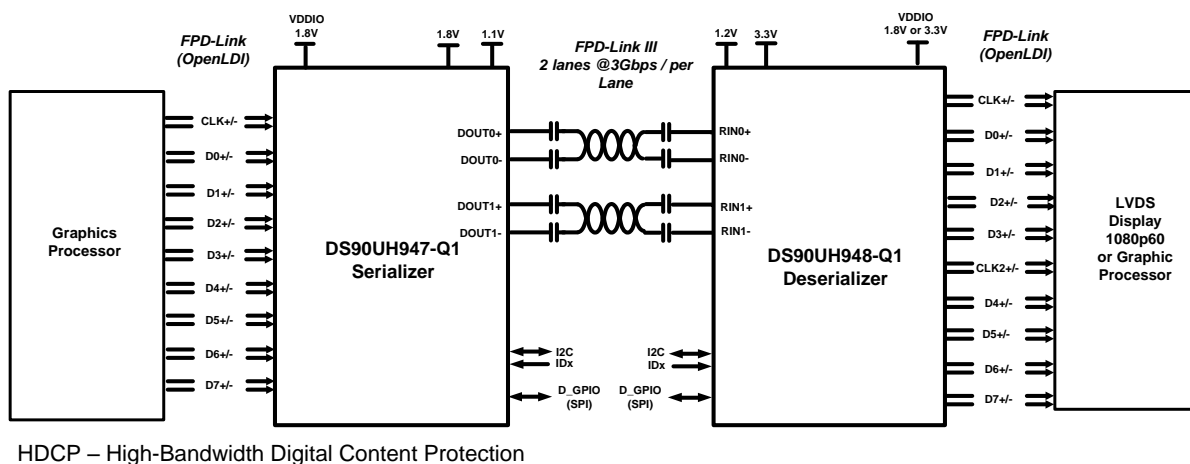 VDDIO
1.8V
1.8V
1.1V
FPD-Link
(OpenLDI)
FPD-Link III
2 lanes @3Gbps / per
Lane
1.2V
3.3V
VDDIO
1.8V or 3.3V
FPD-Link
(OpenLDI)
Graphics
Processor
CLK+/-
D0+/-
D1+/-
D2+/-
D3+/-
D4+/-
D5+/-
D6+/-
D7+/-
DS90UH947-Q1
Serializer
DOUT0+
DOUT0-
DOUT1+
DOUT1-
I2C
IDx
D_GPIO
(SPI)
RIN0+
RIN0-
RIN1+
RIN1-
I2C
IDx
D_GPIO
(SPI)
DS90UH948-Q1
Deserializer
CLK+/-
D0+/-
D1+/-
D2+/-
D3+/-
CLK2+/-
D4+/-
D5+/-
D6+/-
D7+/-
LVDS
Display
1080p60
or Graphic
Processor
HDCP – High-Bandwidth Digital Content Protection